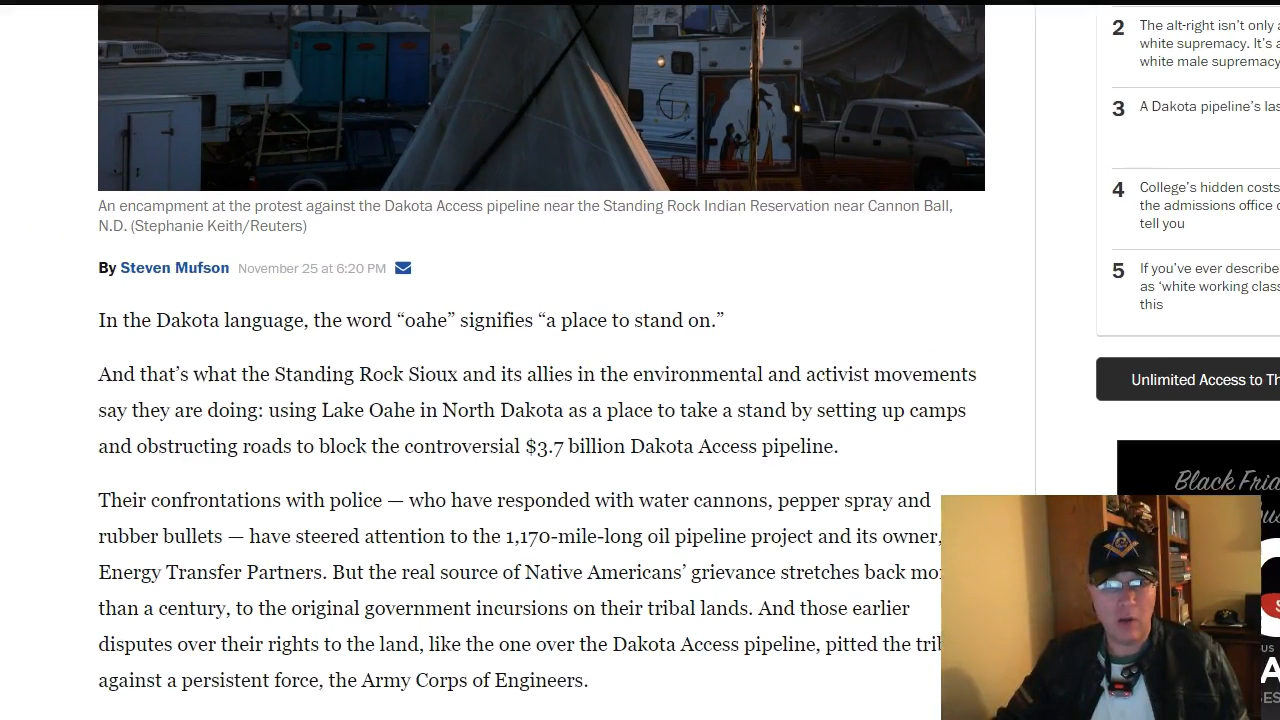 An encampment at the protest against the Dakota Access pipeline near the Standing Rock Indian Reservation near Cannon Ball,
N.D. (Stephanie Keith/Reuters)
By Steven Mufson November 25 at 6:20 PM
In the Dakota language, the word “oahe” signifies “a place to stand on.”
And that’s what the Standing Rock Sioux and its allies in the environmental and activist movements
say they are doing: using Lake Oahe in North Dakota as a place to take a stand by setting up camps
and obstructing roads to block the controversial $3.7 billion Dakota Access pipeline.
Their confrontations with police — who have responded with water cannons, pepper spray and
rubber bullets — have steered attention to the 1,170-mile-long oil pipeline project and its owner,
Energy Transfer Partners. But the real source of Native Americans’ grievance stretches back
than a century, to the original government incursions on their tribal lands. And those earlier
disputes over their rights to the land, like the one over the Dakota Access pipeline, pitted the
against a persistent force, the Army Corps of Engineers.
2 The alt-right isn’t only
white supremacy. It’s
white male supremacy
3 A Dakota pipeline’s
4 College’s hidden costs
the admissions office
tell you
5 If you’ve ever
as ‘white working
this
Unlimited Access to
Black
US